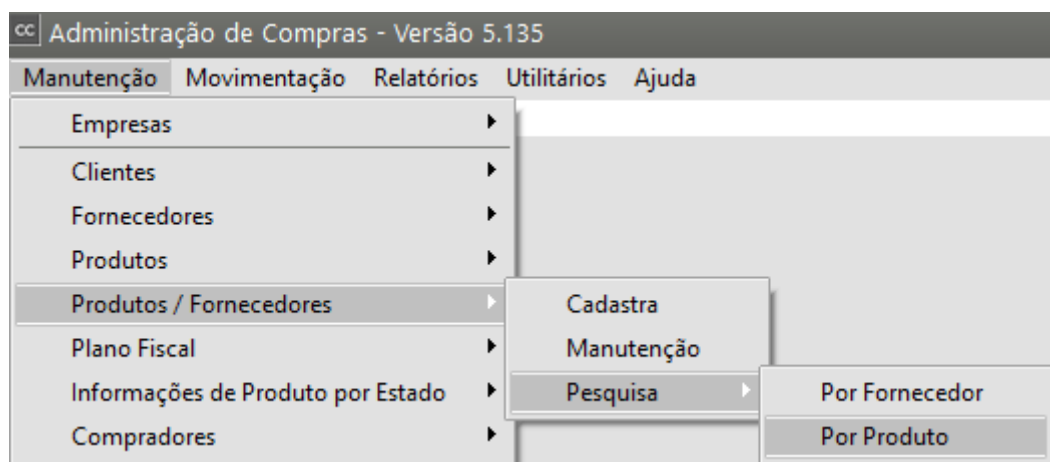 cc Administração de Compras - Versão 5.135
Manutenção Movimentação Relatórios Utilitários Ajuda
Empresas
Clientes
Fornecedores
Produtos
Produtos / Fornecedores
Cadastra
Plano Fiscal
Manutenção
Informações de Produto por Estado
Pesquisa
Por Fornecedor
Compradores
Por Produto